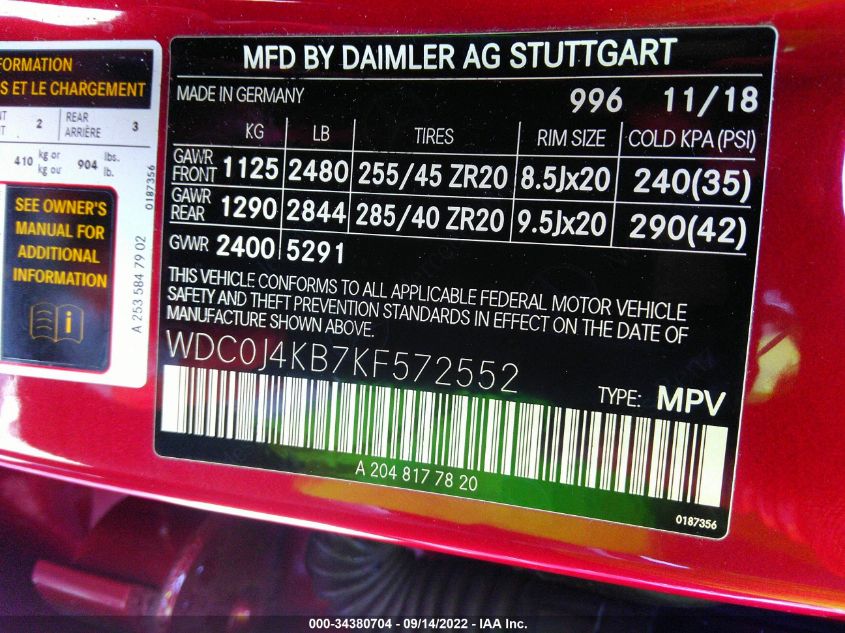 FORMATION
S ET LE CHARGEMENT
2 REAR ARRIÈRE 3
410 kg or kg ou 904 lbs. lb.
0187356
SEE OWNER'S
MANUAL FOR
ADDITIONAL
INFORMATION
A 253 584 79 02
MFD BY DAIMLER AG STUTTGART
MADE IN GERMANY 996 11/18
KG LB TIRES RIM SIZE COLD KPA (PSI)
GAWR FRONT 1125 2480 255/45 ZR20 8.5Jx20 240(35)
GAWR REAR 1290 2844 285/40 ZR20 9.5Jx20 290(42)
GVWR 2400 5291
THIS VEHICLE CONFORMS TO ALL APPLICABLE FEDERAL MOTOR VEHICLE
SAFETY AND THEFT PREVENTION STANDARDS IN EFFECT ON THE DATE OF
MANUFACTURE SHOWN ABOVE.
WDC0J4KB7KF572552
TYPE: MPV
A 204 817 78 20
0187356
000-34380704 - 09/14/2022 - IAA Inc.